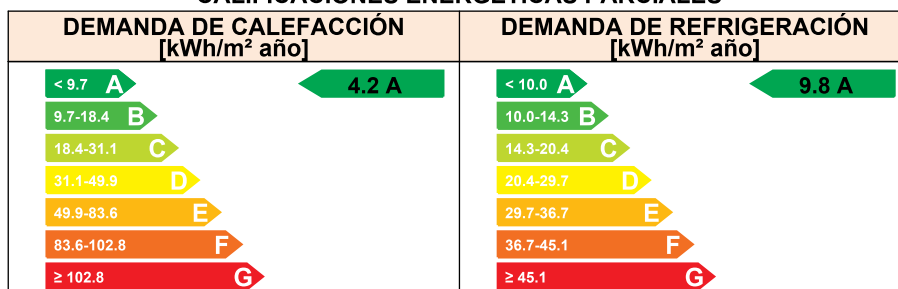 CALIFICACIONES ENERGÉTICAS PARCIALES
DEMANDA DE CALEFACCIÓN
[kWh/m² año]
DEMANDA DE REFRIGERACIÓN
[kWh/m² año]
< 9.7 A
4.2 A
9.7-18.4 B
18.4-31.1 C
31.1-49.9 D
49.9-83.6 E
83.6-102.8 F
≥ 102.8 G
< 10.0 A
9.8 A
10.0-14.3 B
14.3-20.4 C
20.4-29.7 D
29.7-36.7 E
36.7-45.1 F
≥ 45.1 G